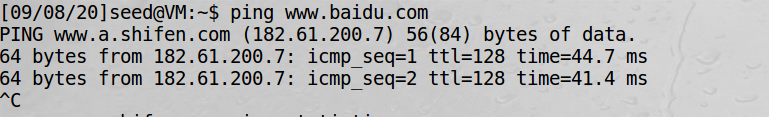 [09/08/20]seed@VM:~$ ping www.baidu.com
PING www.a.shifen.com (182.61.200.7) 56(84) bytes of data.
64 bytes from 182.61.200.7: icmp_seq=1 ttl=128 time=44.7 ms
64 bytes from 182.61.200.7: icmp_seq=2 ttl=128 time=41.4 ms
^C